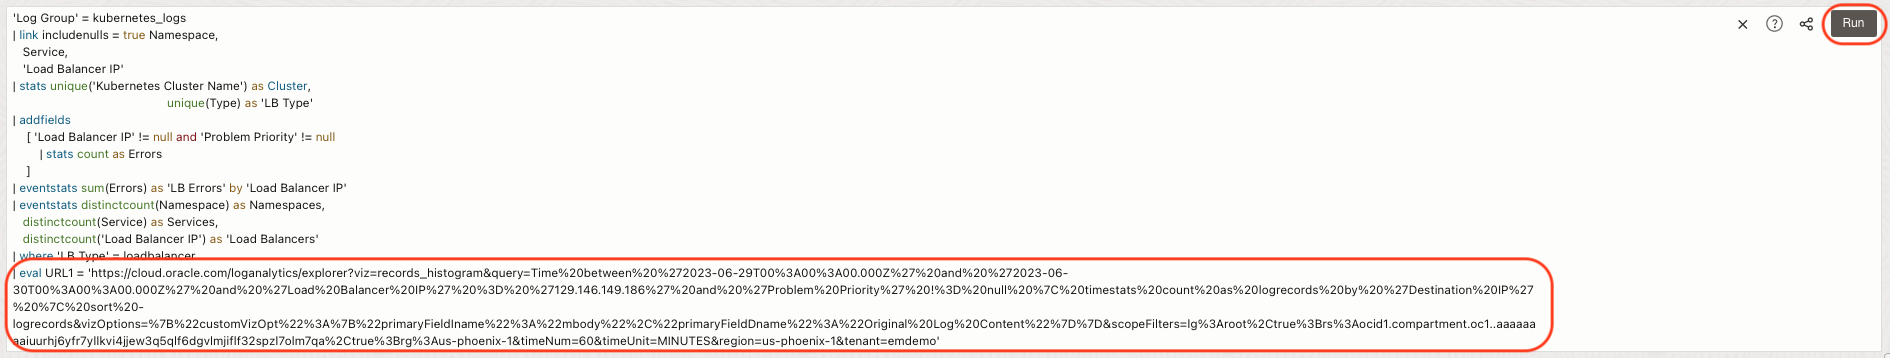 'Log Group' = kubernetes_logs
Run
| link includenulls = true Namespace,
Service,
'Load Balancer IP'
| stats unique('Kubernetes Cluster Name') as Cluster,
unique(Type) as 'LB Type'
| addfields
[ 'Load Balancer IP' != null and 'Problem Priority' != null
| stats count as Errors
]
| eventstats sum(Errors) as 'LB Errors' by 'Load Balancer IP'
| eventstats distinctcount(Namespace) as Namespaces,
distinctcount(Service) as Services,
distinctcount('Load Balancer IP') as 'Load Balancers'
| where 'LB Type' = loadbalancer
| eval URL1 = 'https://cloud.oracle.com/loganalytics/explorer?viz=records_histogram&query=Time%20between%20%272023-06-29T00%3A00%3A00.000Z%27%20and%20%272023-06-
30T00%3A00%3A00.000Z%27%20and%20%27Load%20Balancer%20IP%27%20%3D%20%27129.146.149.186%27%20and%20%27Problem%20Priority%27%20!%3D%20null%20%7C%20timestats%20count%20as%20logrecords%20by%20%27Destination%20IP%27
%20%7C%20sort%20-
logrecords&vizOptions=%7B%22customVizOpt%22%3A%7B%22primaryFieldIname%22%3A%22mbody%22%2C%22primaryFieldDname%22%3A%22Original%20Log%20Content%22%7D%7D&scopeFilters=lg%3Aroot%2Ctrue%3Brs%3Aocid1.compartment.oc1..aaaaaa
aaiuurhj6yfr7yllkvi4jjew3q5qlf6dgvlmjiflf32spzl7olm7qa%2Ctrue%3Brg%3Aus-phoenix-1&timeNum=60&timeUnit=MINUTES&region=us-phoenix-1&tenant=emdemo'